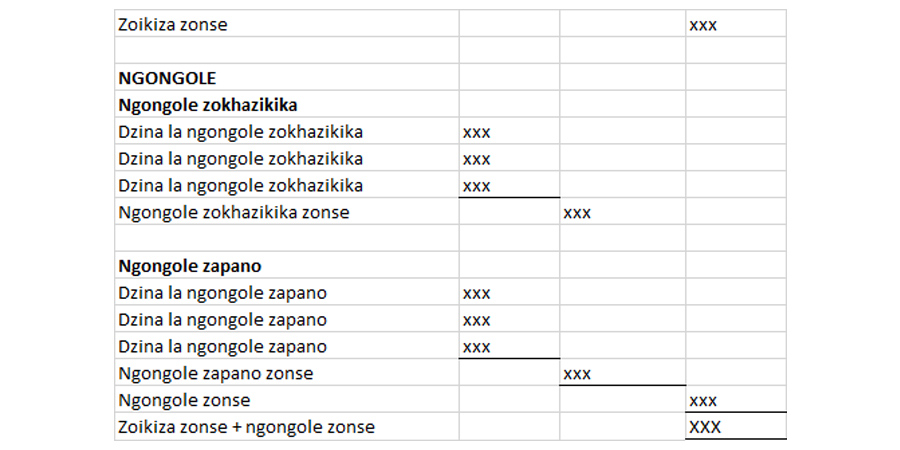 Zoikiza zonse xxx
NGONGOLE
Ngongole zokhazikika
Dzina la ngongole zokhazikika xxx
Dzina la ngongole zokhazikika xxx
Dzina la ngongole zokhazikika xxx
Ngongole zokhazikika zonse xxx
Ngongole zapano
Dzina la ngongole zapano xxx
Dzina la ngongole zapano xxx
Dzina la ngongole zapano xxx
Ngongole zapano zonse xxx
Ngongole zonse xxx
Zoikiza zonse + ngongole zonse XXX